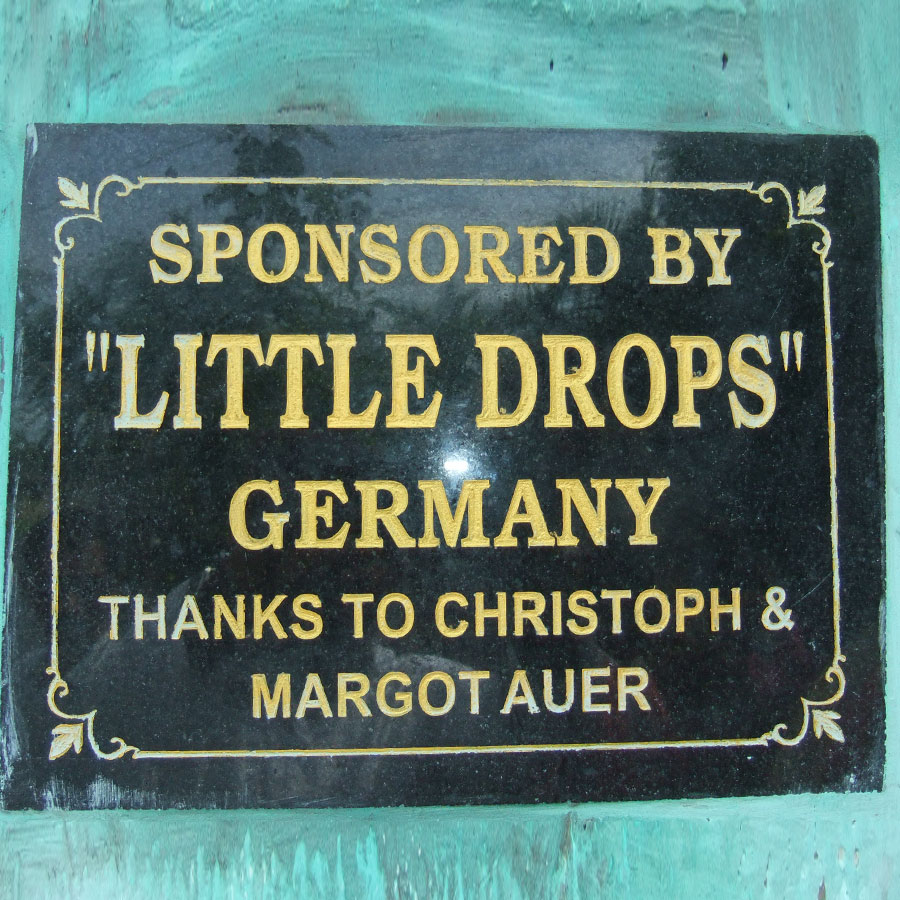 SPONSORED BY
"LITTLE DROPS"
GERMANY
THANKS TO CHRISTOPH &
MARGOT AUER